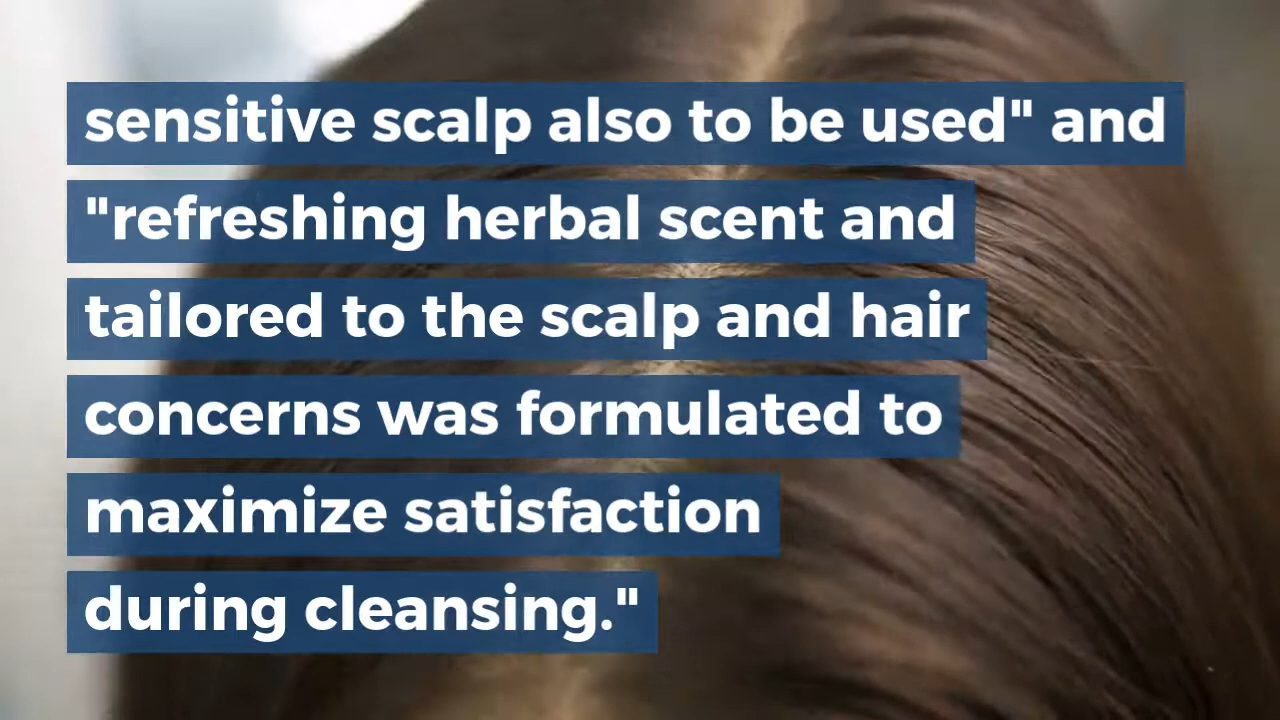 sensitive scalp also to be used" and
"refreshing herbal scent and
tailored to the scalp and hair
concerns was formulated to
maximize satisfaction
during cleansing."